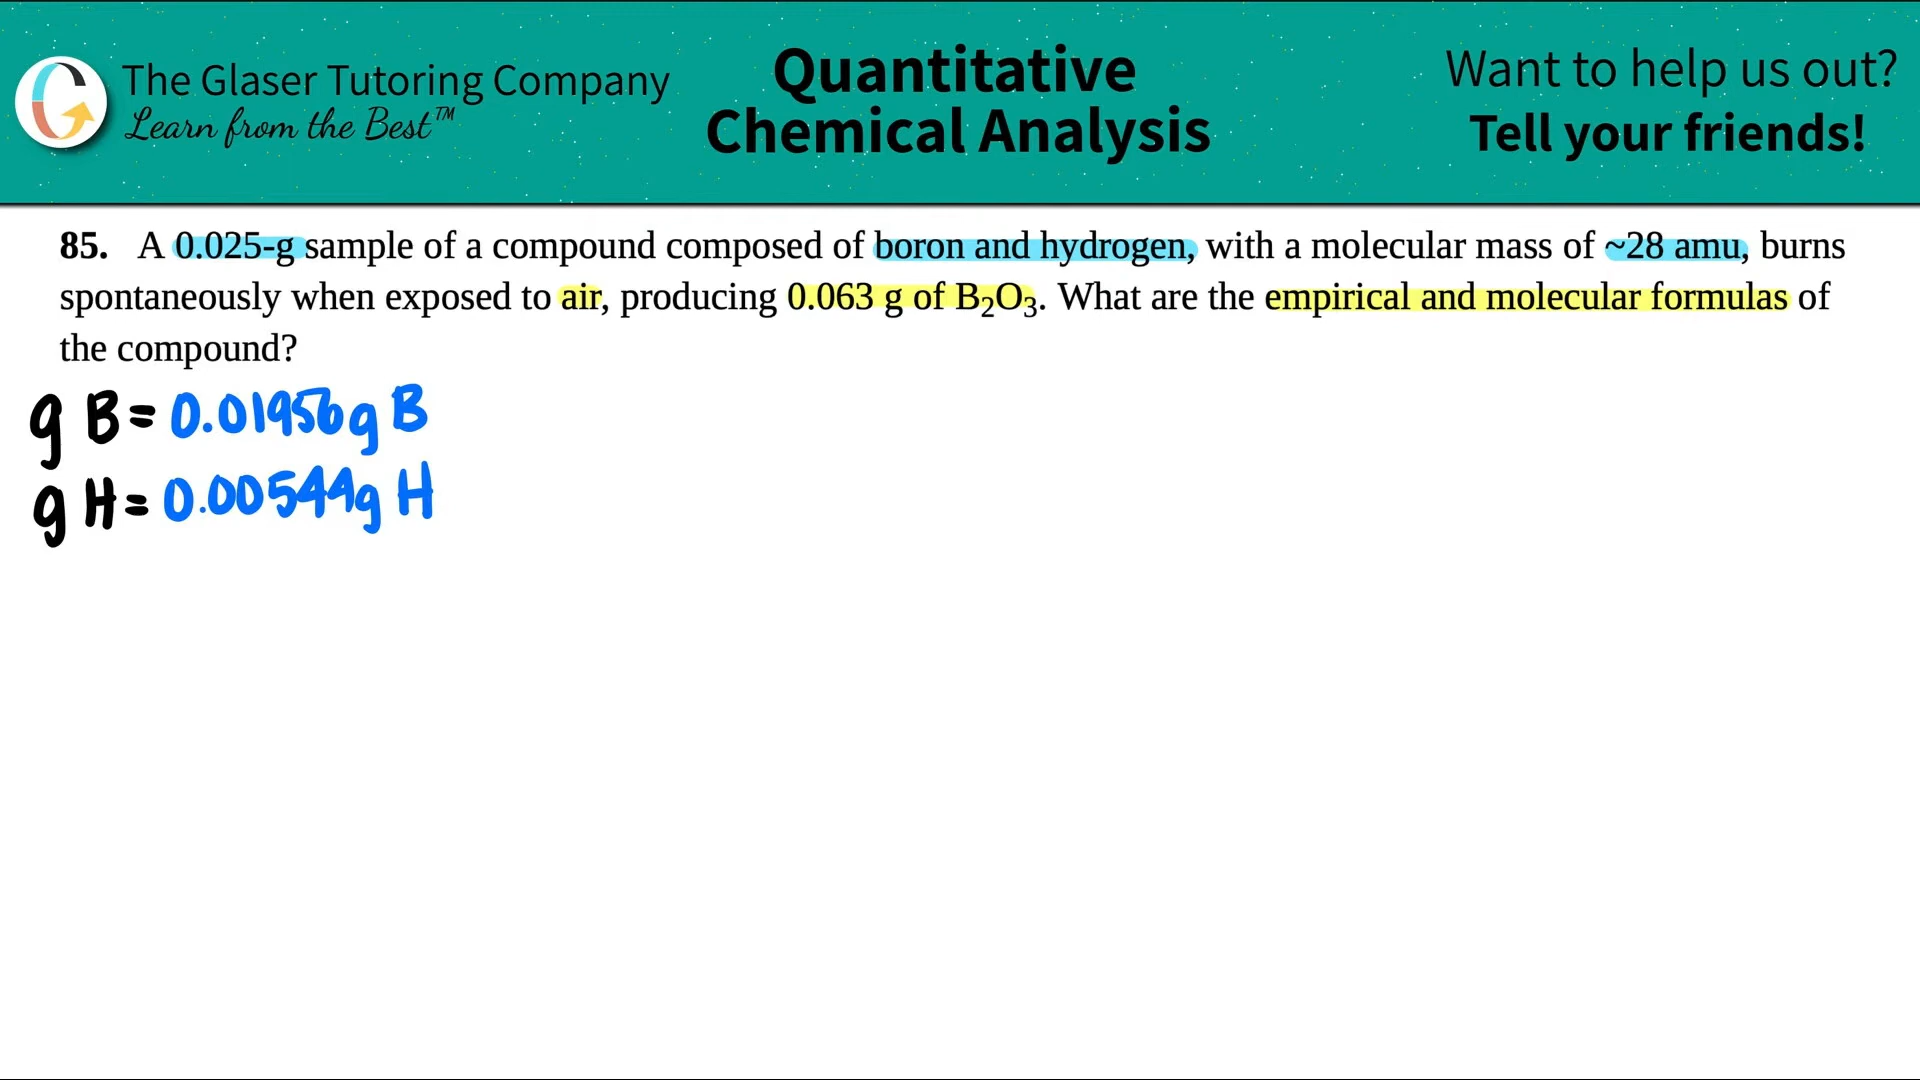 The Glaser Tutoring Company
Learn from the Best™
Quantitative
Chemical Analysis
Want to help us out?
Tell your friends!
85. A 0.025-g sample of a compound composed of boron and hydrogen, with a molecular mass of ~28 amu, burns
spontaneously when exposed to air, producing 0.063 g of B₂O₃. What are the empirical and molecular formulas of
the compound?
g B = 0.01956g B
g H = 0.00544g H